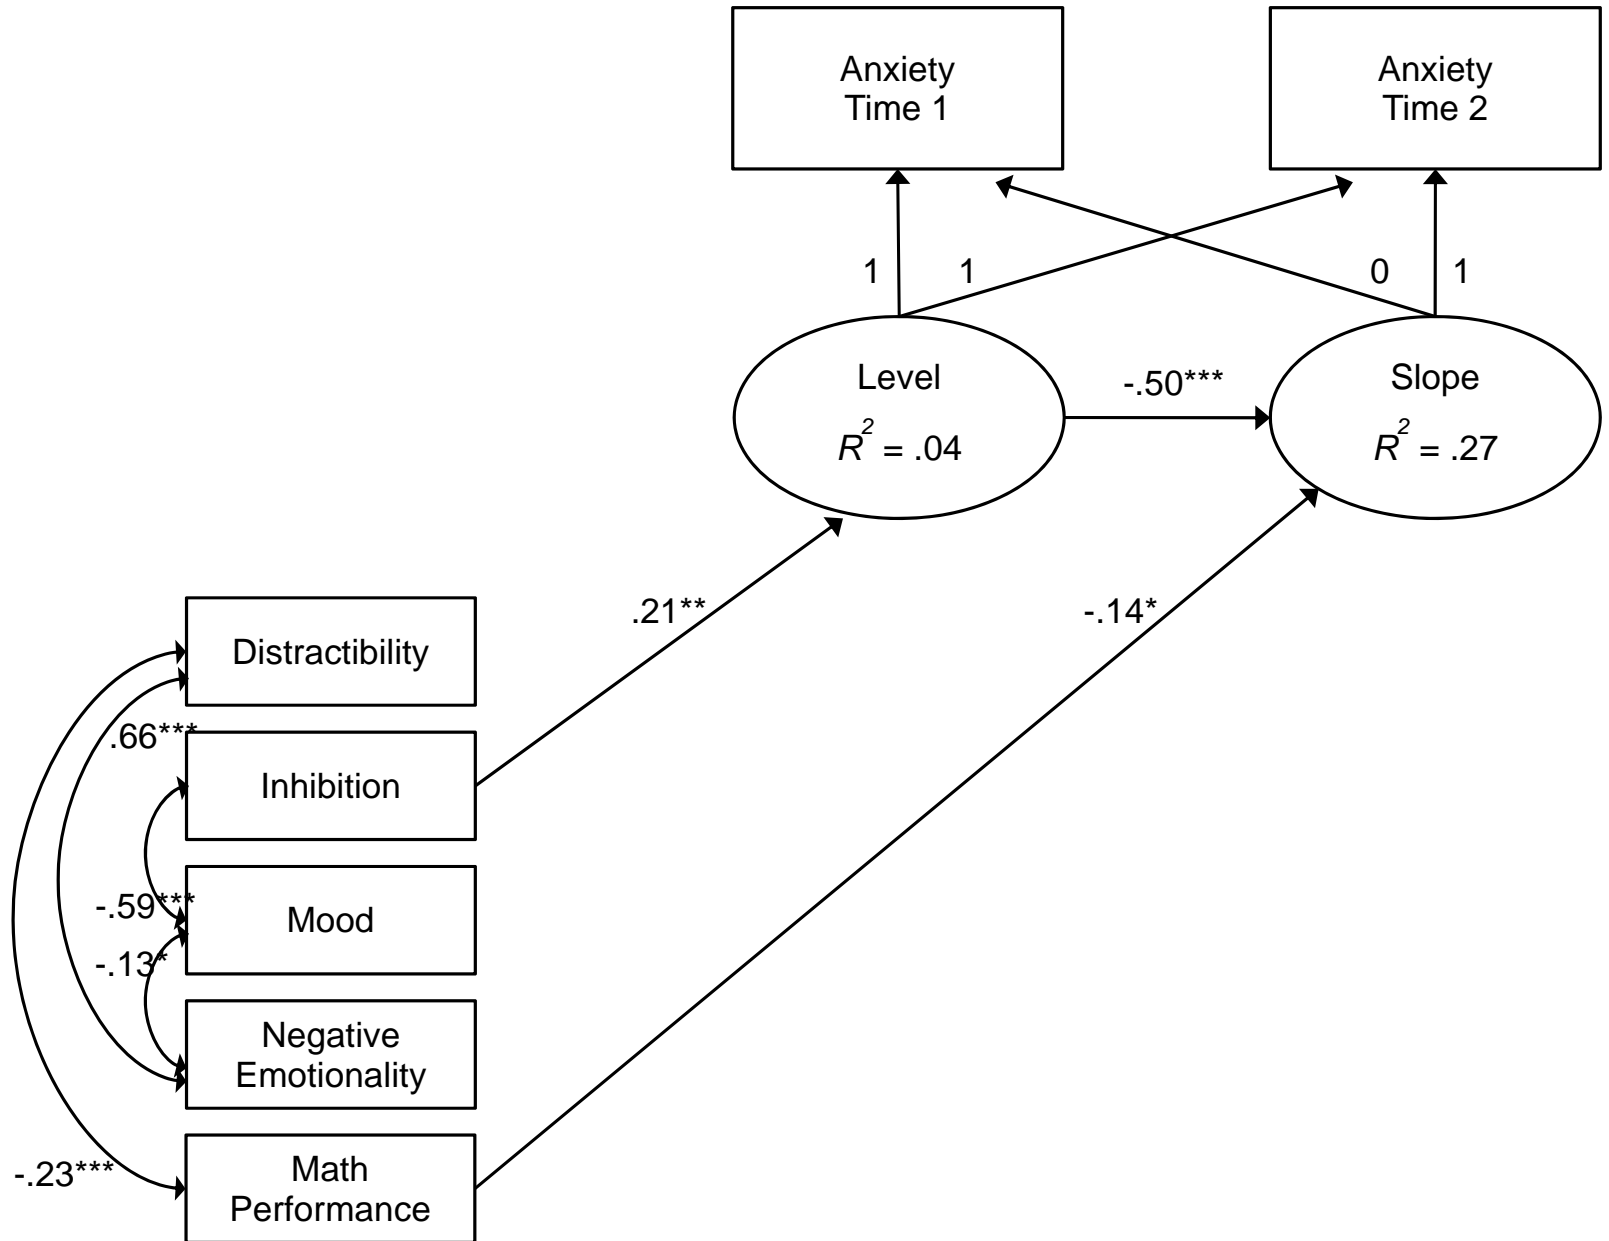 Anxiety
Time 1
Anxiety
Time 2
1
1
0
1
Level
R² = .04
-.50***
Slope
R² = .27
.21**
-.14*
Distractibility
.66***
Inhibition
-.59***
Mood
-.13*
Negative
Emotionality
-.23***
Math
Performance